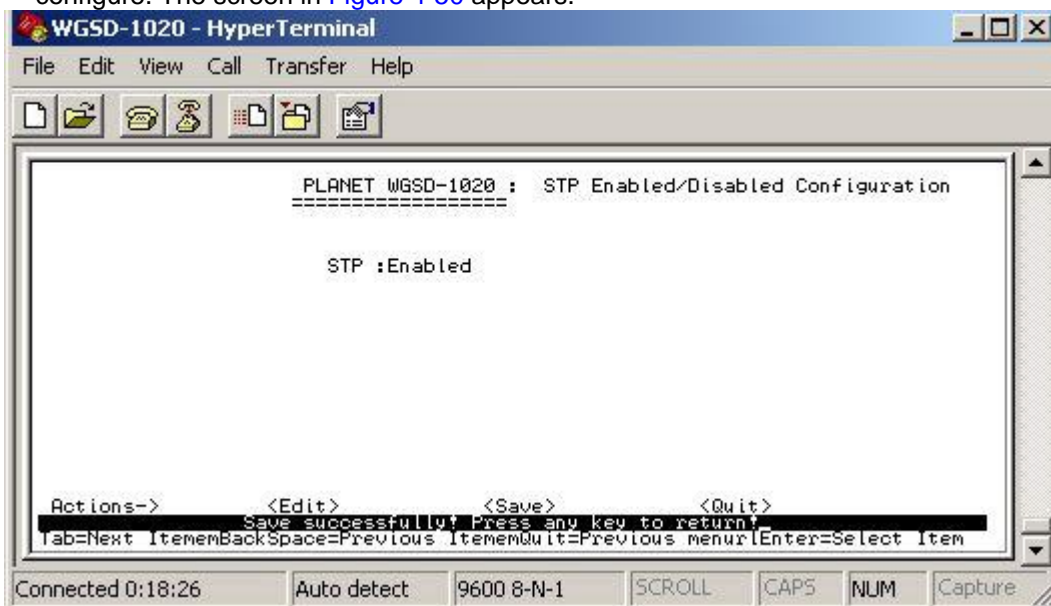 configure. The screen in Figure 4-56 appears.
WGSD-1020 - HyperTerminal
File Edit View Call Transfer Help
PLANET WGSD-1020 : STP Enabled/Disabled Configuration
==================
STP :Enabled
Actions-> <Edit> <Save> <Quit>
Save successfully! Press any key to return!_
Tab=Next ItememBackSpace=Previous ItememQuit=Previous menurlEnter=Select Item
Connected 0:18:26 Auto detect 9600 8-N-1 SCROLL CAPS NUM Capture